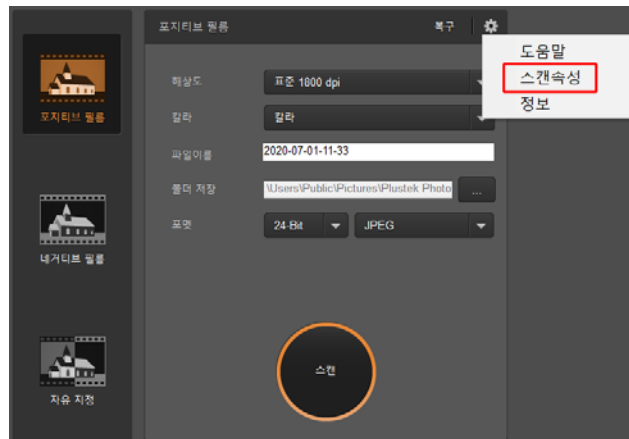 포지티브 필름
복구
도움말
스캔속성
정보
포지티브 필름
네거티브 필름
자유 지정
해상도
표준 1800 dpi
칼라
칼라
파일이름
2020-07-01-11-33
폴더 저장
\Users\Public\Pictures\Plustek Photo
...
포맷
24-Bit
JPEG
스캔